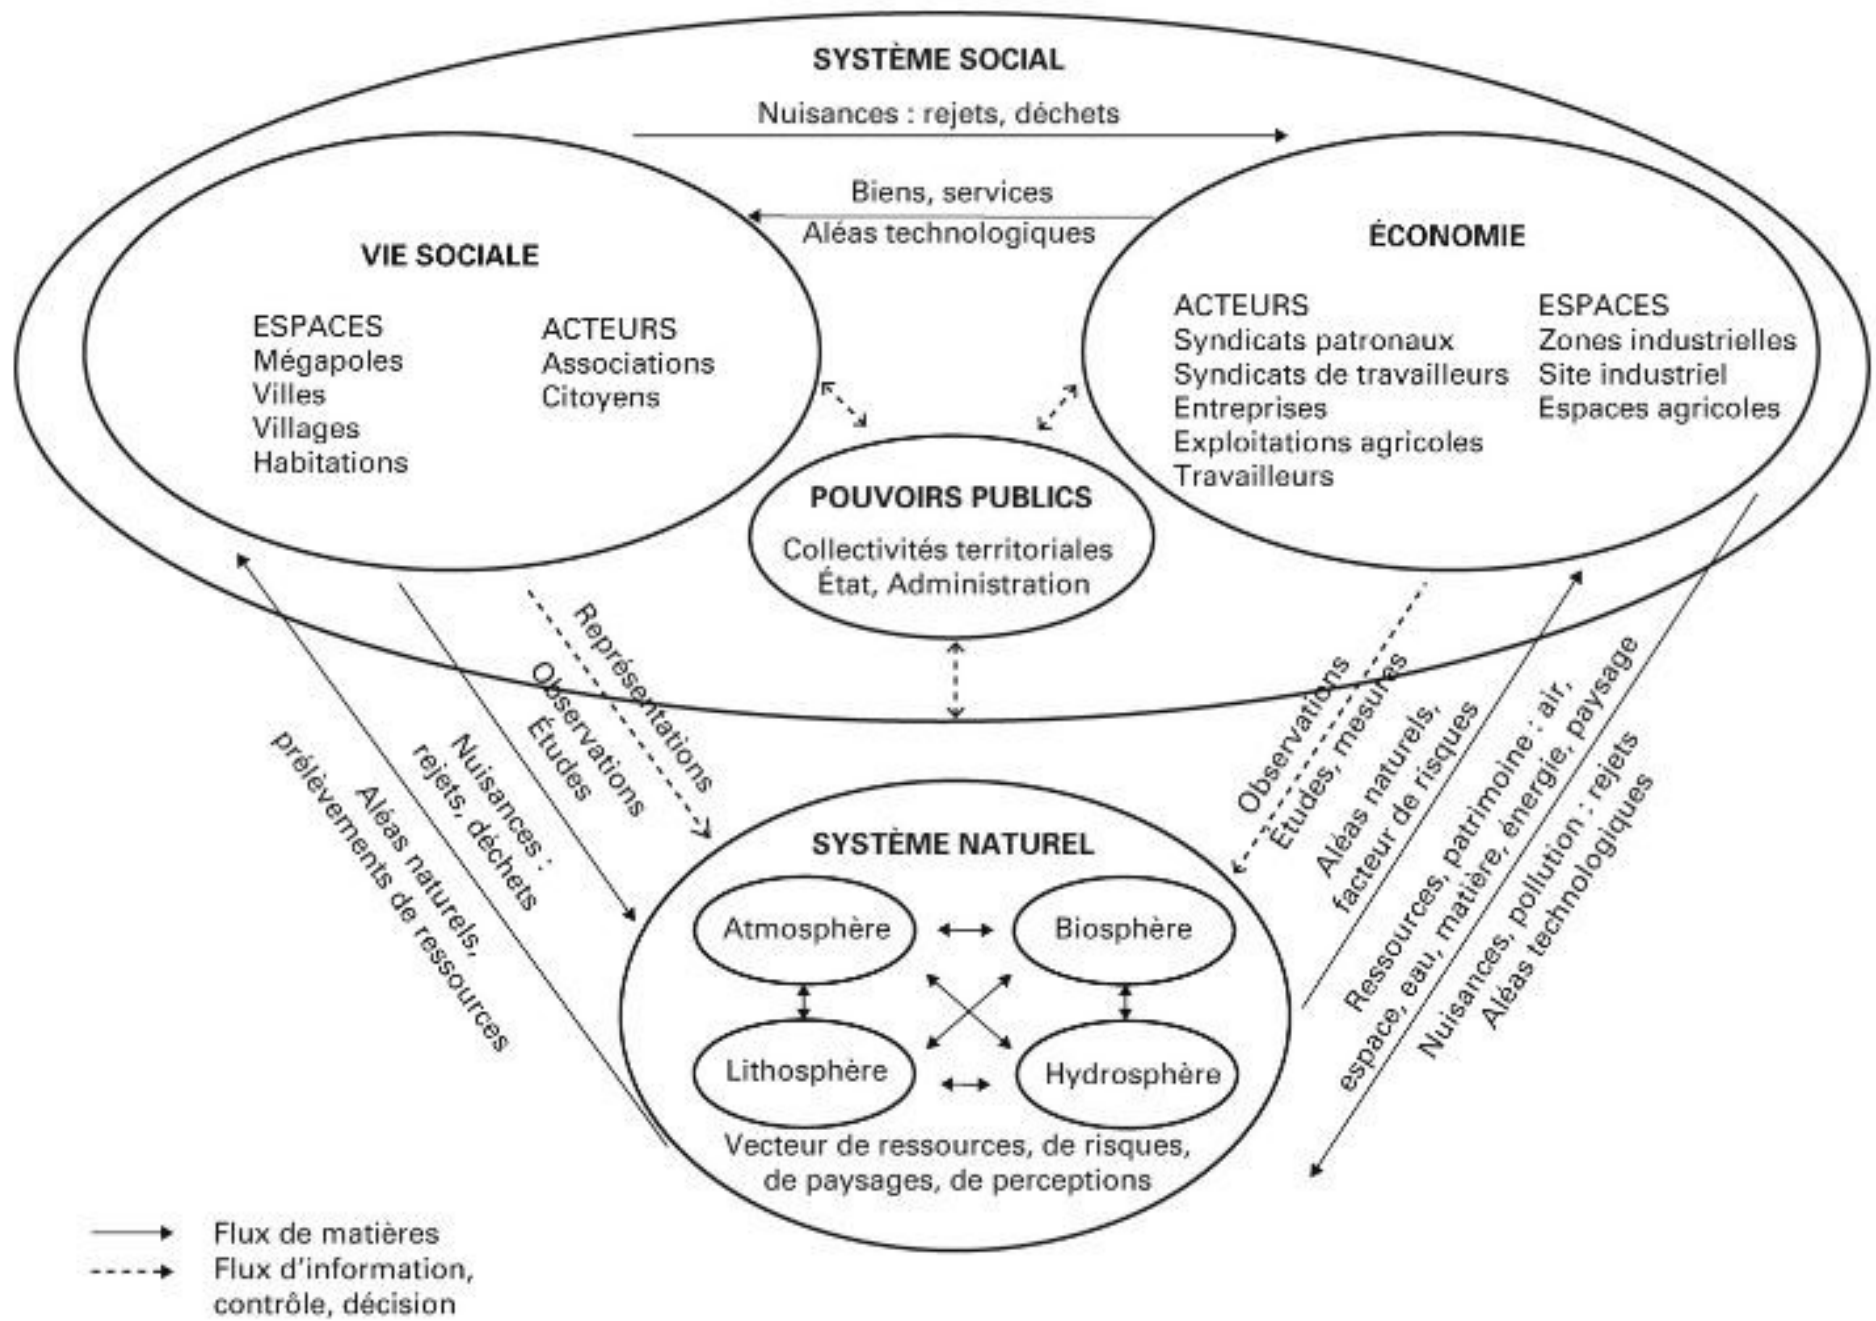 SYSTÈME SOCIAL
Nuisances : rejets, déchets
Biens, services
Aléas technologiques
VIE SOCIALE
ESPACES
Mégapoles
Villes
Villages
Habitations
ACTEURS
Associations
Citoyens
ÉCONOMIE
ACTEURS
Syndicats patronaux
Syndicats de travailleurs
Entreprises
Exploitations agricoles
Travailleurs
ESPACES
Zones industrielles
Site industriel
Espaces agricoles
POUVOIRS PUBLICS
Collectivités territoriales
État, Administration
Aléas naturels,
prélèvements de ressources
Nuisances :
rejets, déchets
Représentations
Observations
Études
Observations
Études, mesures
Aléas naturels,
facteur de risques
Ressources, patrimoine : air,
espace, eau, matière, énergie, paysage
Nuisances, pollution : rejets
Aléas technologiques
SYSTÈME NATUREL
Atmosphère
Biosphère
Lithosphère
Hydrosphère
Vecteur de ressources, de risques,
de paysages, de perceptions
Flux de matières
Flux d'information,
contrôle, décision